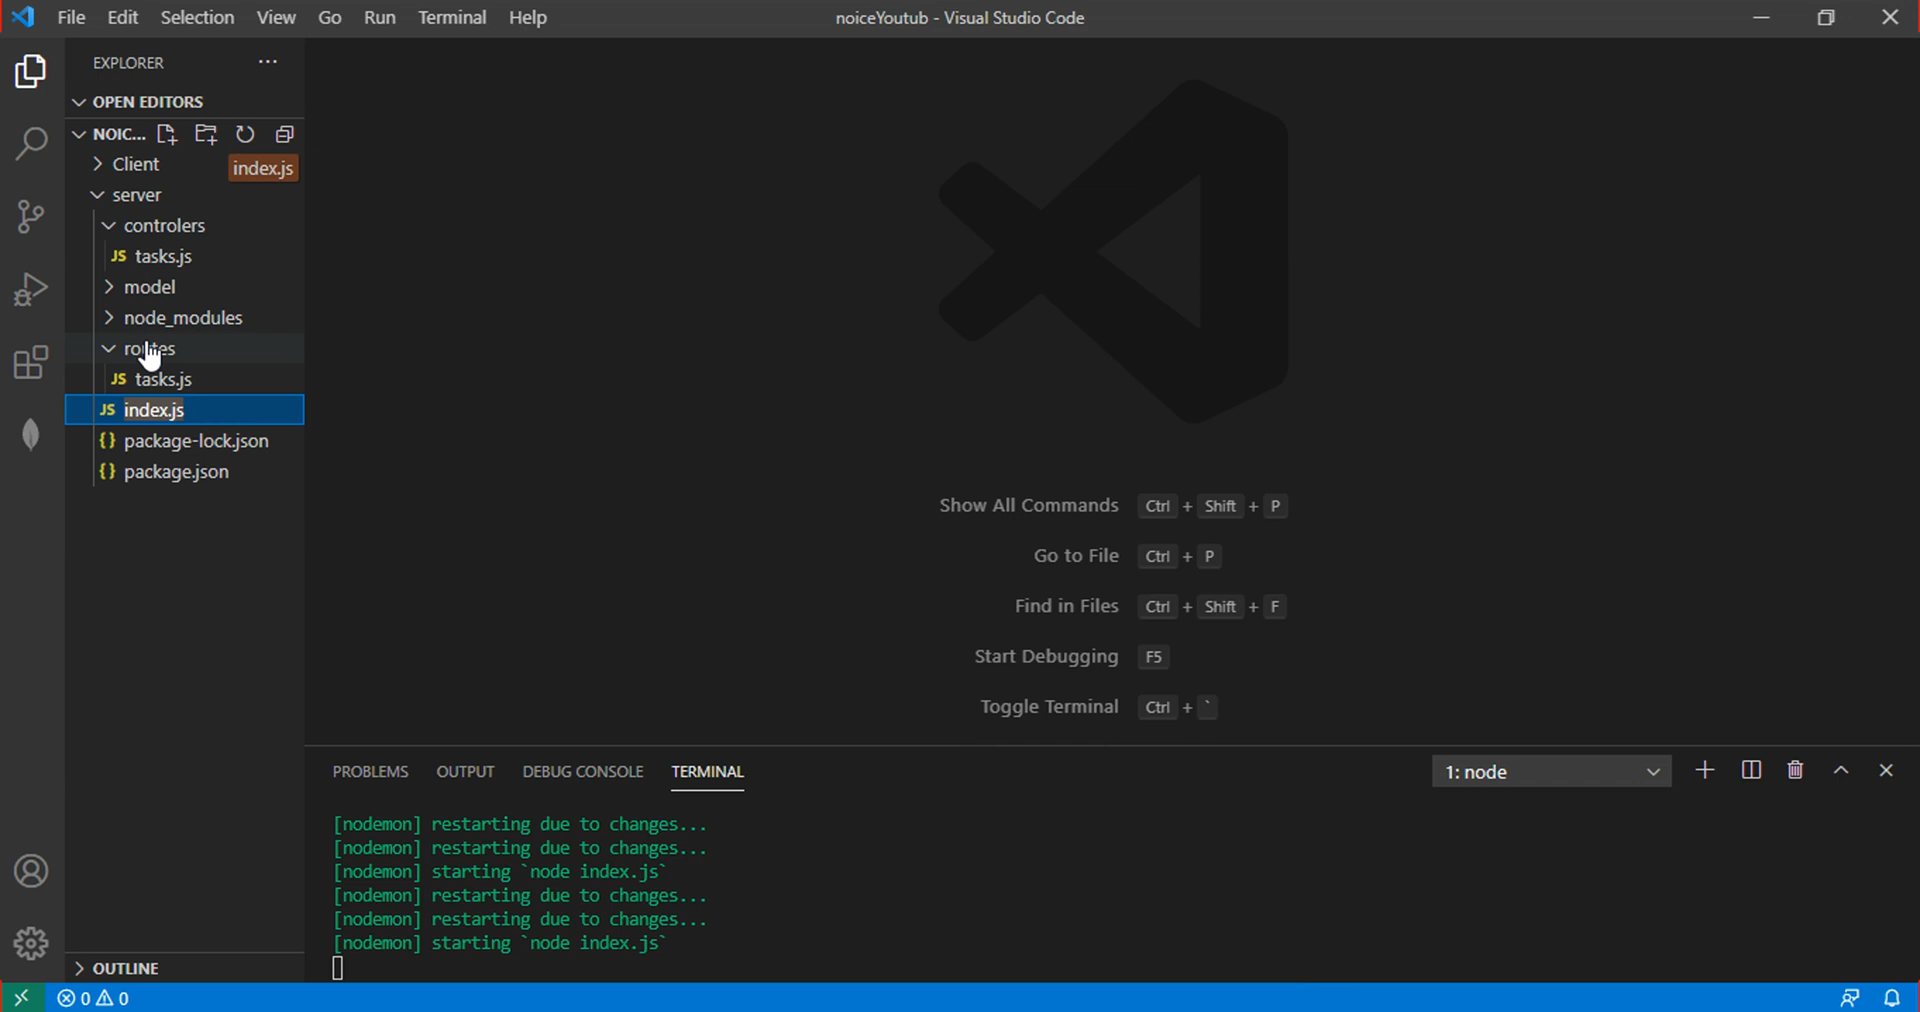 File Edit Selection View Go Run Terminal Help
noiceYoutub - Visual Studio Code
EXPLORER
OPEN EDITORS
NOIC...
Client
index.js
server
controlers
JS tasks.js
model
node_modules
routes
JS tasks.js
JS index.js
{} package-lock.json
{} package.json
OUTLINE
Show All Commands Ctrl + Shift + P
Go to File Ctrl + P
Find in Files Ctrl + Shift + F
Start Debugging F5
Toggle Terminal Ctrl + `
PROBLEMS OUTPUT DEBUG CONSOLE TERMINAL
1: node
[nodemon] restarting due to changes...
[nodemon] restarting due to changes...
[nodemon] starting `node index.js`
[nodemon] restarting due to changes...
[nodemon] restarting due to changes...
[nodemon] starting `node index.js`
0 0